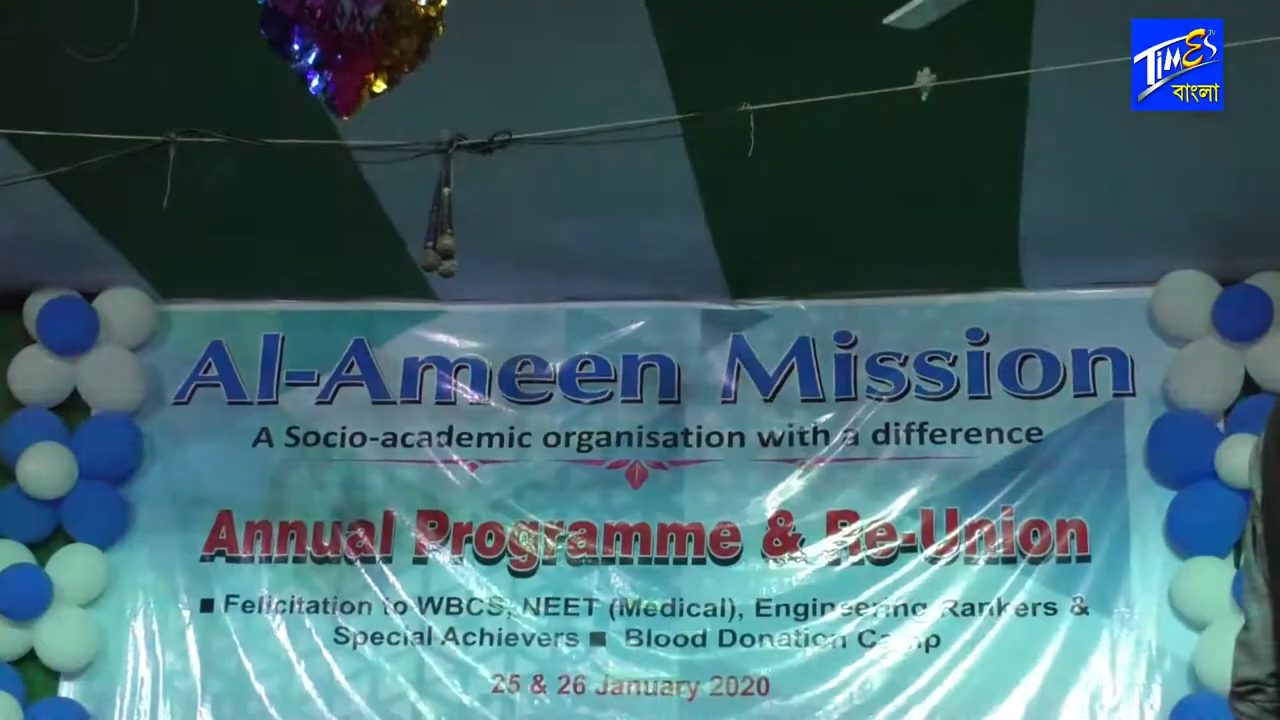 TIMES TV
বাংলা
Al-Ameen Mission
A Socio-academic organisation with a difference
Annual Programme & Re-Union
■ Felicitation to WBCS, NEET (Medical), Engineering Rankers &
Special Achievers ■ Blood Donation Camp
25 & 26 January 2020